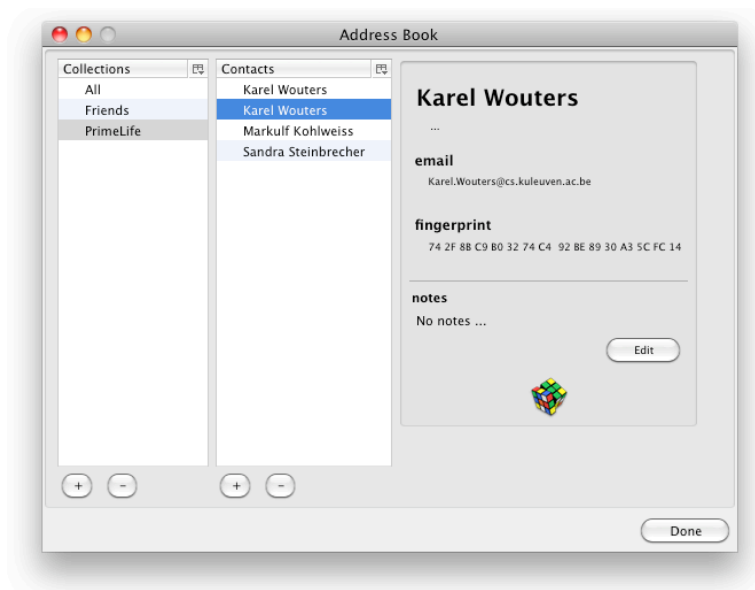 Address Book
Collections
All
Friends
PrimeLife
+ -
Contacts
Karel Wouters
Karel Wouters
Markulf Kohlweiss
Sandra Steinbrecher
+ -
Karel Wouters
...
email
Karel.Wouters@cs.kuleuven.ac.be
fingerprint
74 2F 8B C9 B0 32 74 C4 92 BE 89 30 A3 5C FC 14
notes
No notes ...
Edit
Done